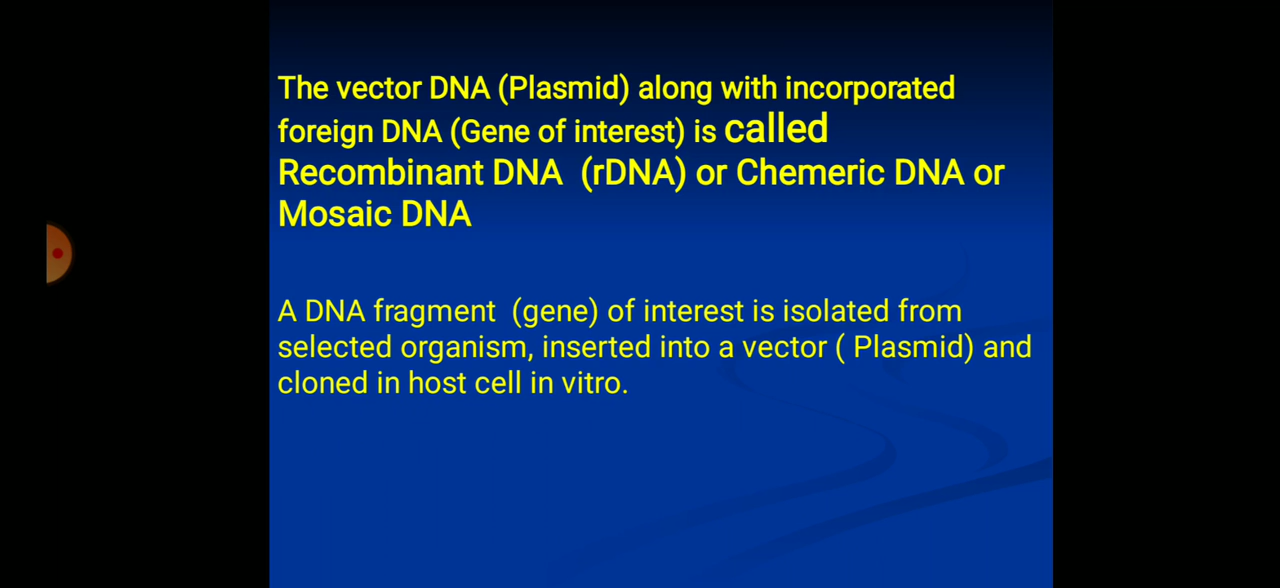 The vector DNA (Plasmid) along with incorporated
foreign DNA (Gene of interest) is called
Recombinant DNA  (rDNA) or Chemeric DNA or
Mosaic DNA
A DNA fragment  (gene) of interest is isolated from
selected organism, inserted into a vector ( Plasmid) and
cloned in host cell in vitro.